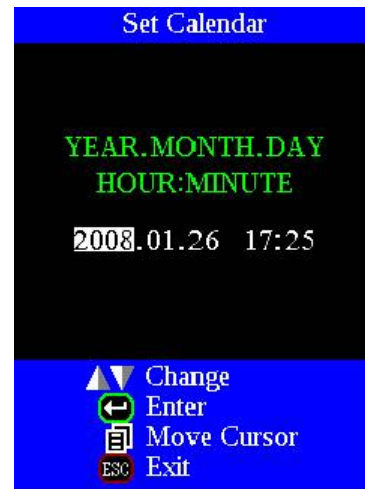 Set Calendar
YEAR.MONTH.DAY
HOUR:MINUTE
2008.01.26 17:25
Change
Enter
Move Cursor
ESC Exit